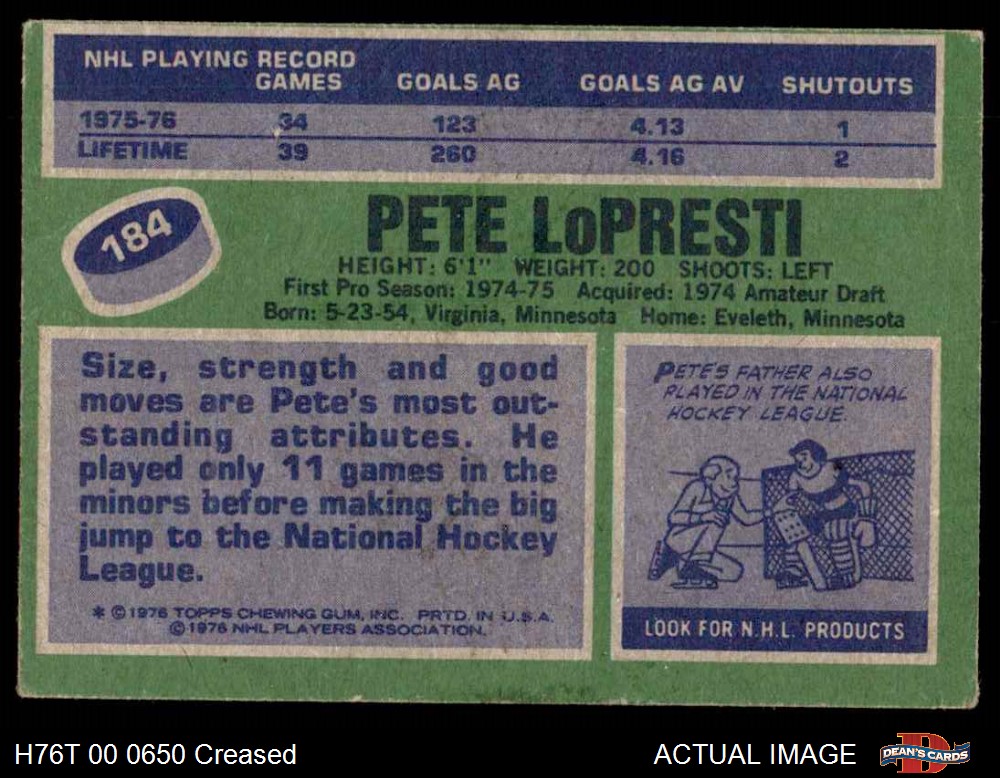 NHL PLAYING RECORD
GAMES GOALS AG GOALS AG AV SHUTOUTS
1975-76 34 123 4.13 1
LIFETIME 39 260 4.16 2
184
PETE LoPRESTI
HEIGHT: 6'1" WEIGHT: 200 SHOOTS: LEFT
First Pro Season: 1974-75 Acquired: 1974 Amateur Draft
Born: 5-23-54, Virginia, Minnesota Home: Eveleth, Minnesota
Size, strength and good
moves are Pete's most out-
standing attributes. He
played only 11 games in the
minors before making the big
jump to the National Hockey
League.
* ©1976 TOPPS CHEWING GUM, INC. PRTD. IN U.S.A.
©1976 NHL PLAYERS ASSOCIATION.
PETE'S FATHER ALSO
PLAYED IN THE NATIONAL
HOCKEY LEAGUE.
LOOK FOR N.H.L. PRODUCTS
H76T 00 0650 Creased
ACTUAL IMAGE
DEAN'S CARDS